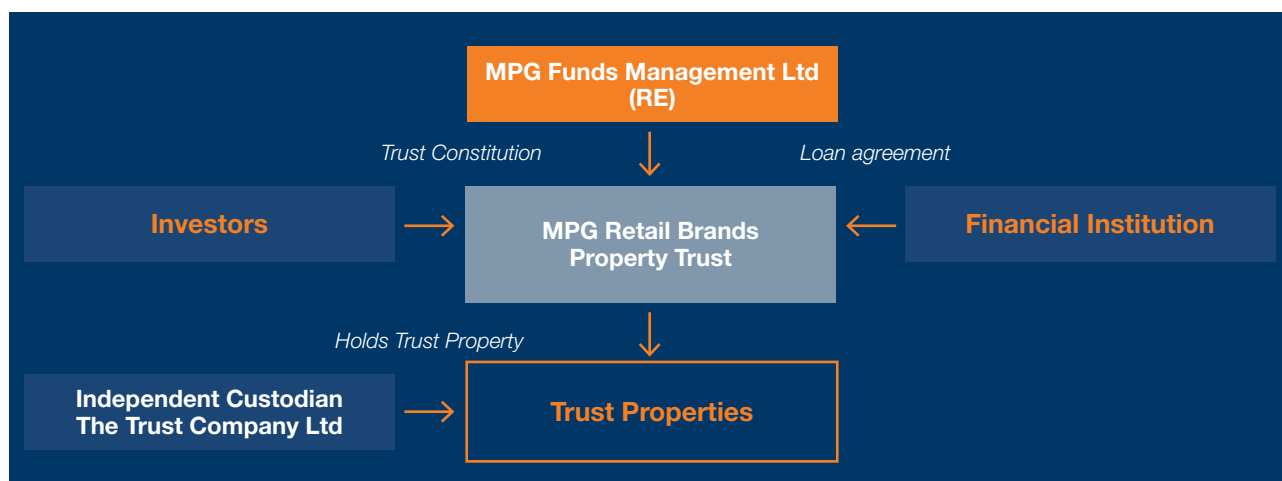 MPG Funds Management Ltd
(RE)
Trust Constitution
Loan agreement
Investors
MPG Retail Brands
Property Trust
Financial Institution
Holds Trust Property
Independent Custodian
The Trust Company Ltd
Trust Properties